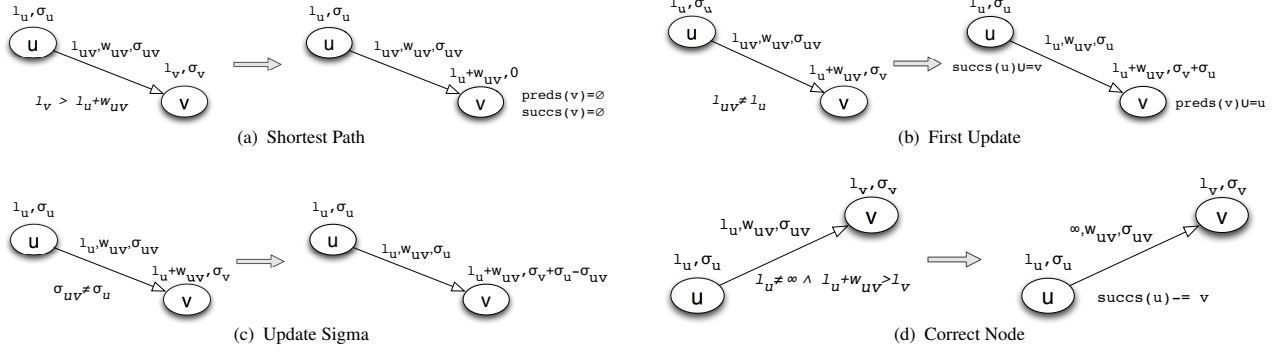 l_u,σ_u
u
l_uv,w_uv,σ_uv
l_v,σ_v
v
l_v > l_u+w_uv
l_u,σ_u
u
l_uv,w_uv,σ_uv
l_u+w_uv,0
v
preds(v)=∅
succs(v)=∅
(a) Shortest Path
l_u,σ_u
u
l_uv,w_uv,σ_uv
l_u+w_uv,σ_v
v
l_uv≠l_u
l_u,σ_u
u
l_u,w_uv,σ_u
succs(u)∪=v
l_u+w_uv,σ_v+σ_u
v
preds(v)∪=u
(b) First Update
l_u,σ_u
u
l_u,w_uv,σ_uv
l_u+w_uv,σ_v
v
σ_uv≠σ_u
l_u,σ_u
u
l_u,w_uv,σ_u
l_u+w_uv,σ_v+σ_u−σ_uv
v
(c) Update Sigma
l_v,σ_v
v
l_u,w_uv,σ_uv
l_u,σ_u
u
l_u≠∞ ∧ l_u+w_uv>l_v
l_v,σ_v
v
∞,w_uv,σ_uv
l_u,σ_u
u
succs(u)-= v
(d) Correct Node